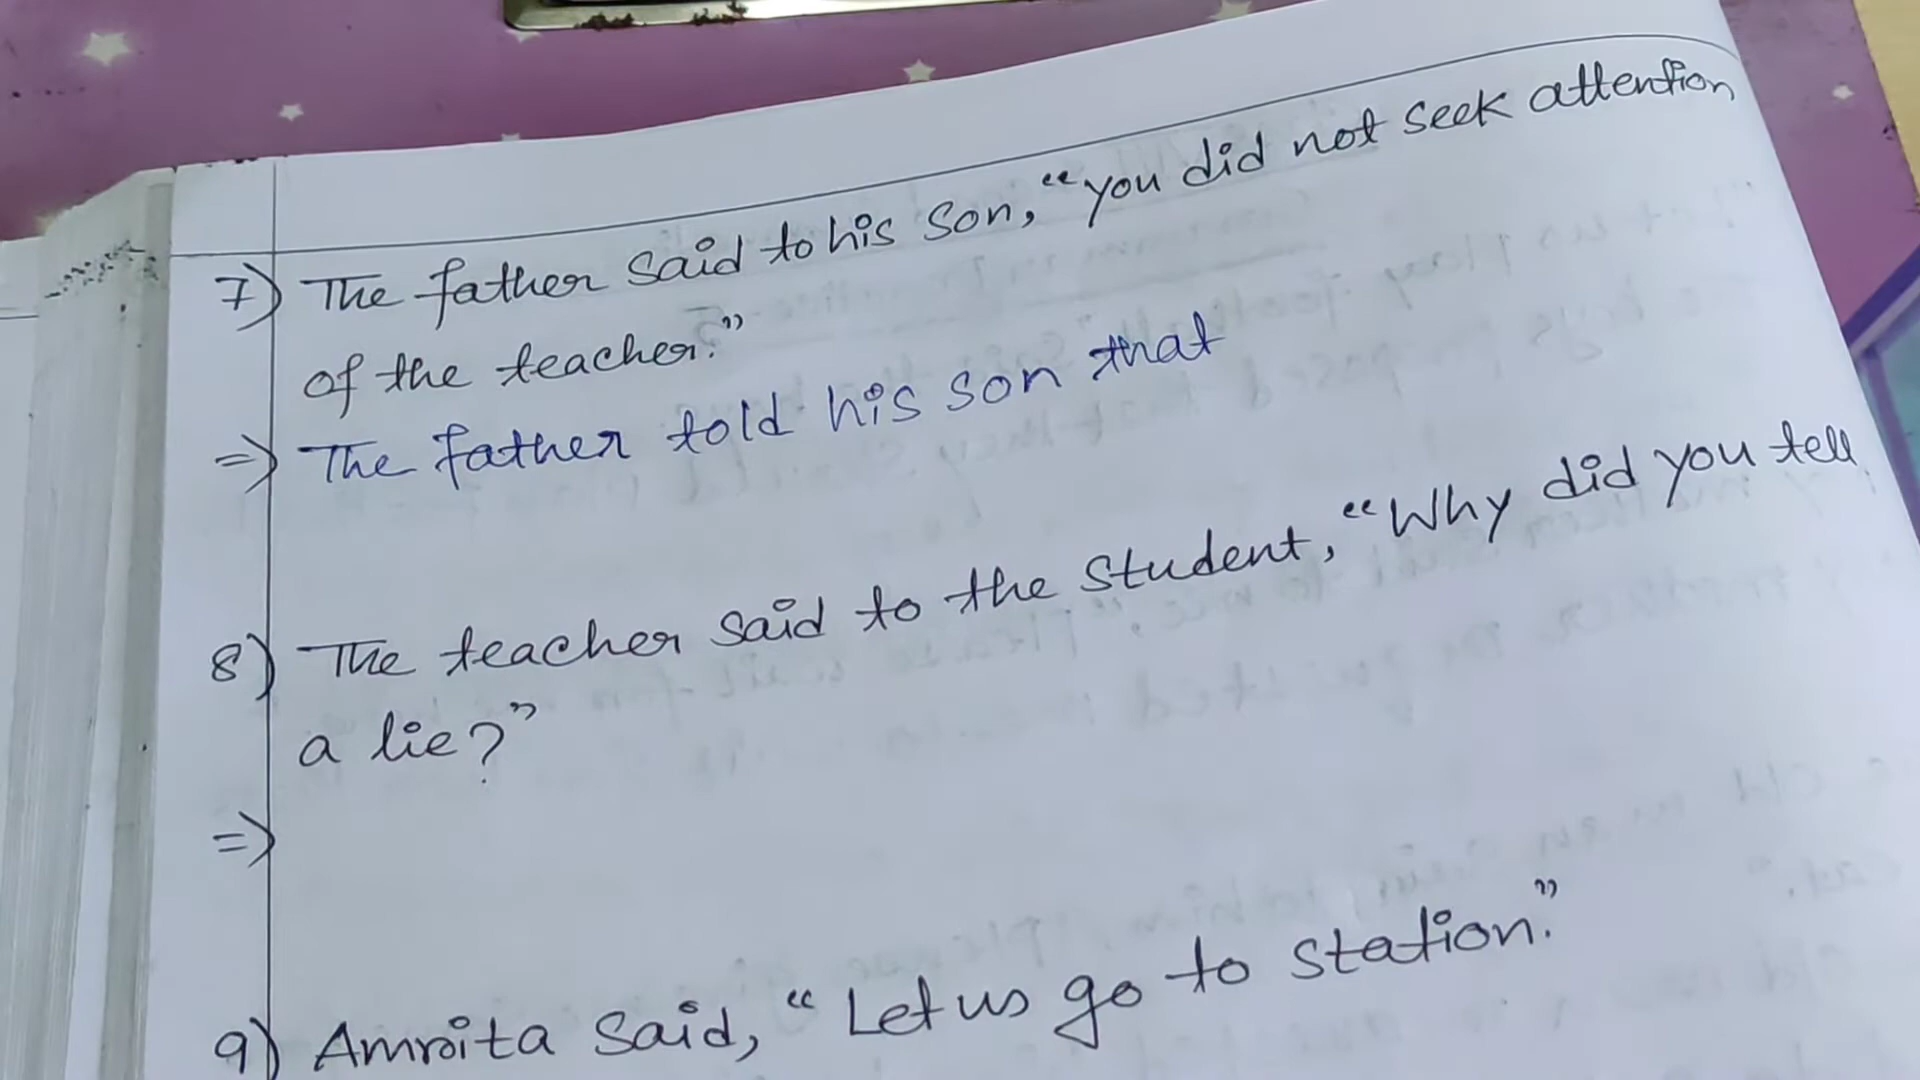 7) The father said to his son, "you did not seek attention
of the teacher."
=> The father told his son that
8) The teacher said to the student, "Why did you tell
a lie?"
=>
9) Amrita said, "Let us go to station."